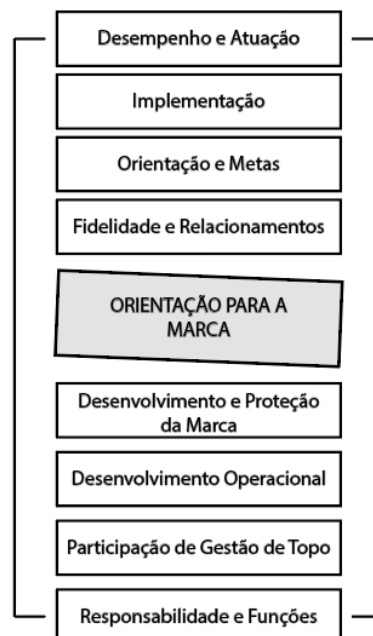 Desempenho e Atuação
Implementação
Orientação e Metas
Fidelidade e Relacionamentos
ORIENTAÇÃO PARA A
MARCA
Desenvolvimento e Proteção
da Marca
Desenvolvimento Operacional
Participação de Gestão de Topo
Responsabilidade e Funções